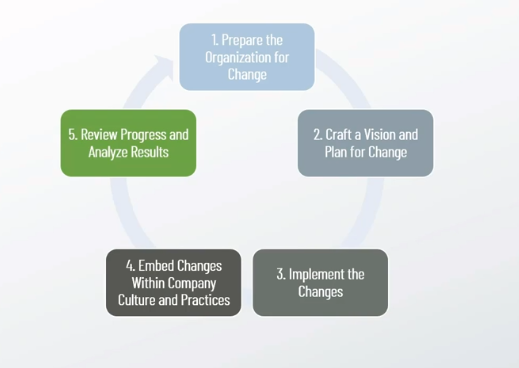 1. Prepare the
Organization for
Change
2. Craft a Vision and
Plan for Change
3. Implement the
Changes
4. Embed Changes
Within Company
Culture and Practices
5. Review Progress and
Analyze Results